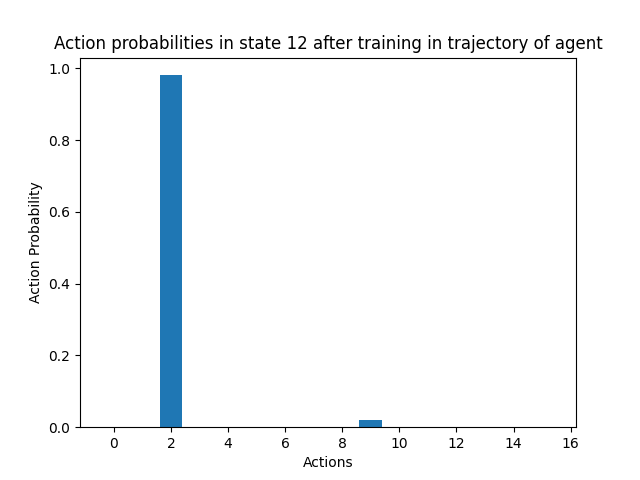 Action probabilities in state 12 after training in trajectory of agent
1.0
0.8
0.6
0.4
0.2
0.0
Action Probability
0 2 4 6 8 10 12 14 16
Actions